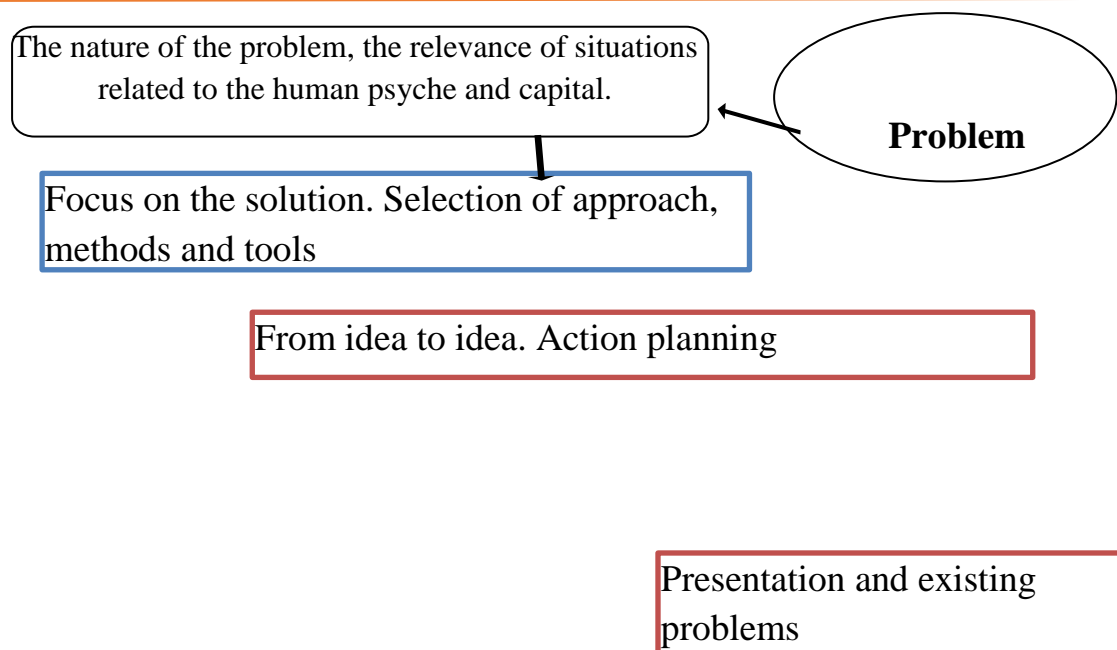 The nature of the problem, the relevance of situations
related to the human psyche and capital.
Problem
Focus on the solution. Selection of approach,
methods and tools
From idea to idea. Action planning
Presentation and existing
problems